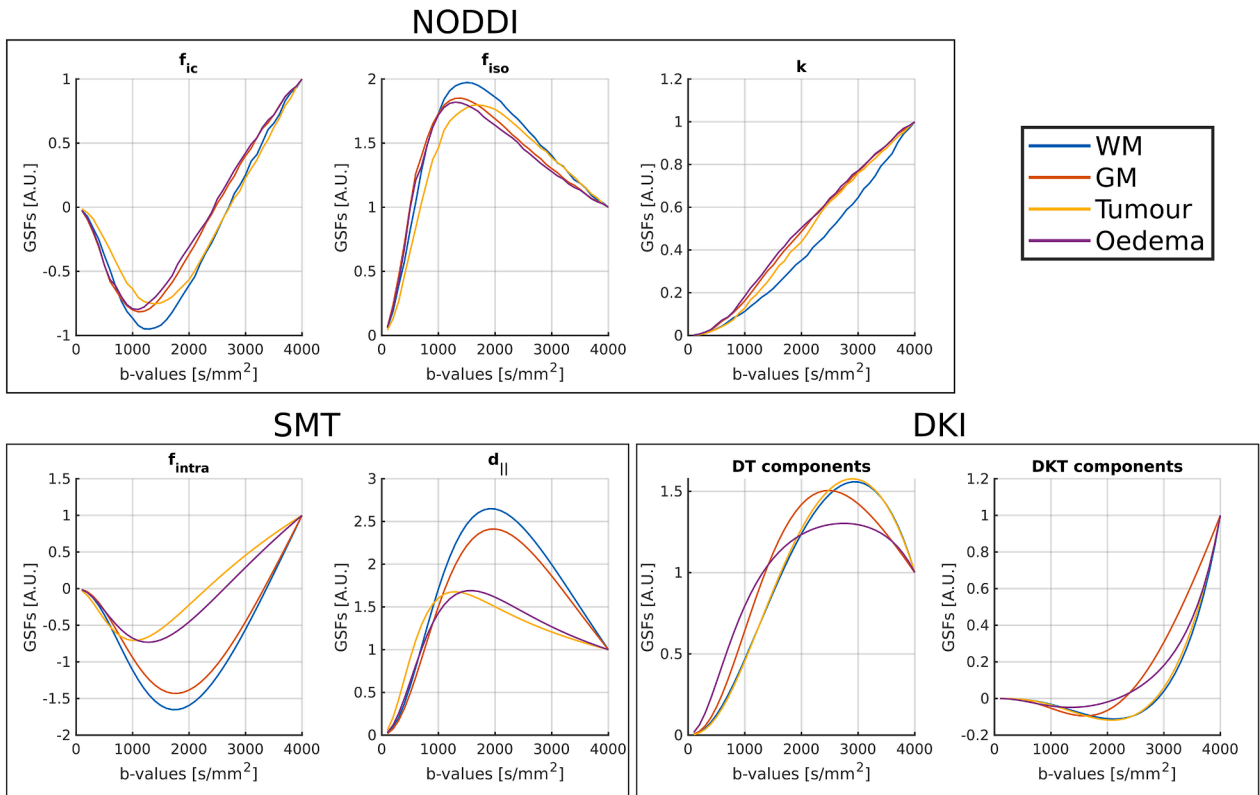 NODDI
f_ic
GSFs [A.U.]
1
0.5
0
-0.5
-1
0 1000 2000 3000 4000
b-values [s/mm²]
f_iso
GSFs [A.U.]
2
1.5
1
0.5
0
0 1000 2000 3000 4000
b-values [s/mm²]
k
GSFs [A.U.]
1.2
1
0.8
0.6
0.4
0.2
0
0 1000 2000 3000 4000
b-values [s/mm²]
WM
GM
Tumour
Oedema
SMT
f_intra
GSFs [A.U.]
1.5
1
0.5
0
-0.5
-1
-1.5
-2
0 1000 2000 3000 4000
b-values [s/mm²]
d_||
GSFs [A.U.]
3
2.5
2
1.5
1
0.5
0
0 1000 2000 3000 4000
b-values [s/mm²]
DKI
DT components
GSFs [A.U.]
1.5
1
0.5
0
0 1000 2000 3000 4000
b-values [s/mm²]
DKT components
GSFs [A.U.]
1.2
1
0.8
0.6
0.4
0.2
0
-0.2
0 1000 2000 3000 4000
b-values [s/mm²]